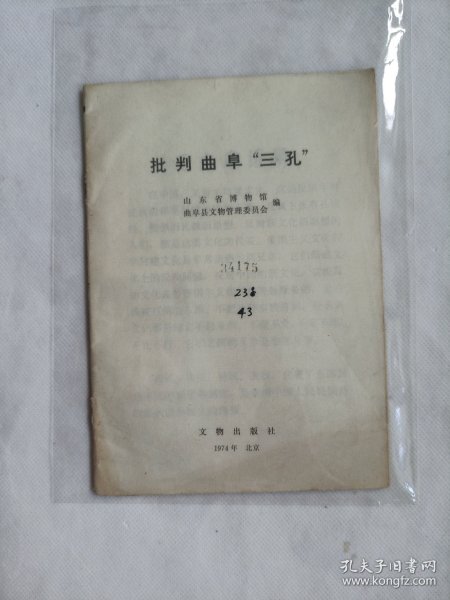 批判曲阜“三孔”
山东省博物馆
曲阜县文物管理委员会
编
34175
238
43
文物出版社
1974年 北京
孔夫子旧书网
www.kongfz.com